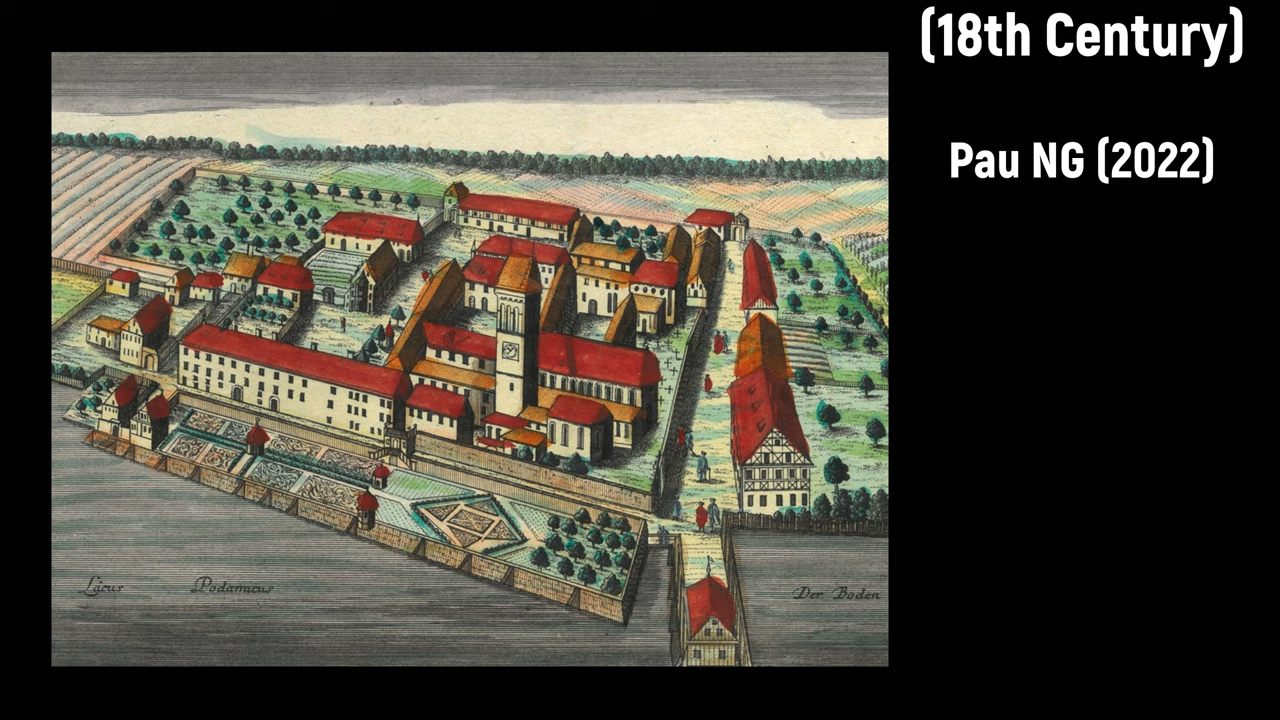 (18th Century)
Pau NG (2022)
Lacus Podamicus
Der Boden